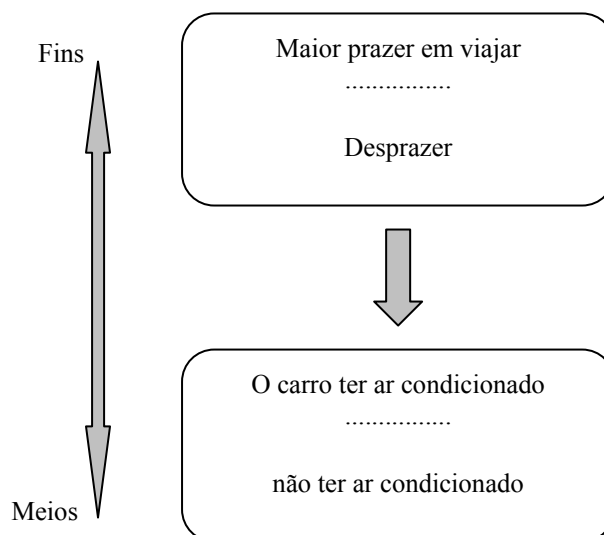 Fins
Maior prazer em viajar
...............
Desprazer
O carro ter ar condicionado
...............
não ter ar condicionado
Meios